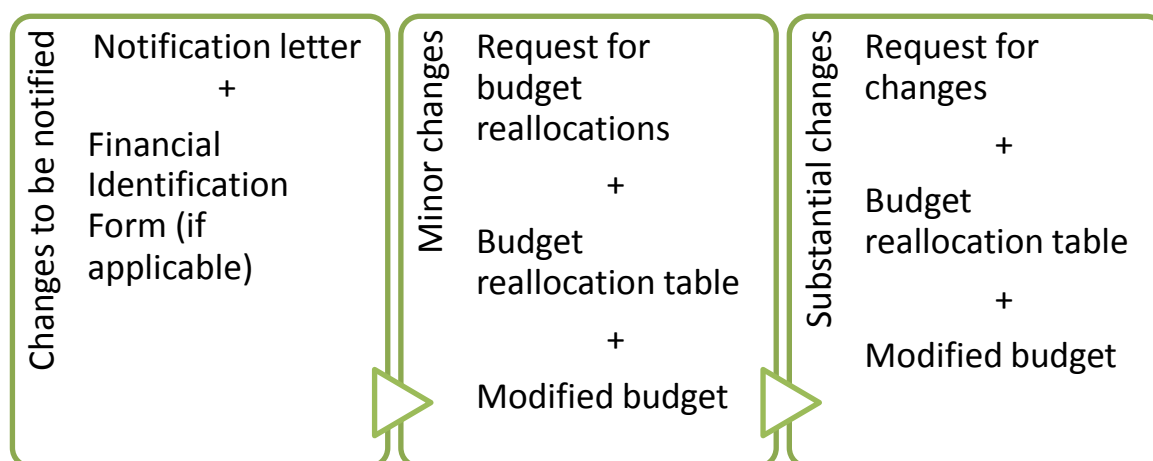 Changes to be notified
Notification letter
+
Financial
Identification
Form (if
applicable)
Minor changes
Request for
budget
reallocations
+
Budget
reallocation table
+
Modified budget
Substantial changes
Request for
changes
+
Budget
reallocation table
+
Modified budget